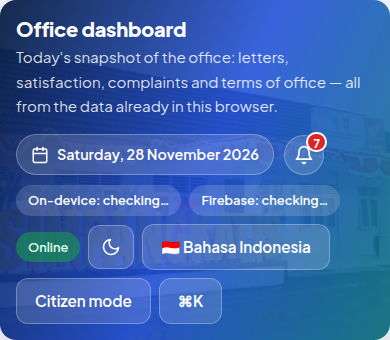 Office dashboard
Today's snapshot of the office: letters,
satisfaction, complaints and terms of office — all
from the data already in this browser.
Saturday, 28 November 2026
7
On-device: checking…
Firebase: checking…
Online
🇮🇩 Bahasa Indonesia
Citizen mode
⌘K